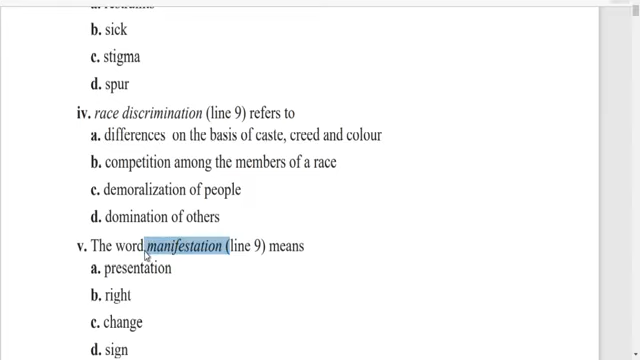 a. restraints
b. sick
c. stigma
d. spur
iv. race discrimination (line 9) refers to
a. differences on the basis of caste, creed and colour
b. competition among the members of a race
c. demoralization of people
d. domination of others
v. The word manifestation (line 9) means
a. presentation
b. right
c. change
d. sign